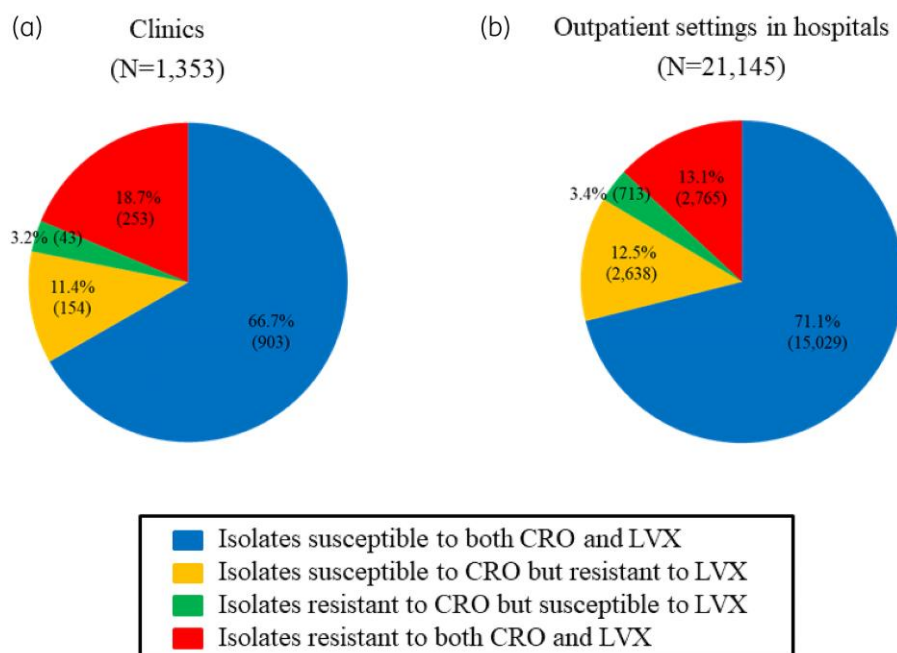 (a)
Clinics
(N=1,353)
18.7%
(253)
3.2% (43)
11.4%
(154)
66.7%
(903)
(b)
Outpatient settings in hospitals
(N=21,145)
13.1%
(2,765)
3.4% (713)
12.5%
(2,638)
71.1%
(15,029)
Isolates susceptible to both CRO and LVX
Isolates susceptible to CRO but resistant to LVX
Isolates resistant to CRO but susceptible to LVX
Isolates resistant to both CRO and LVX